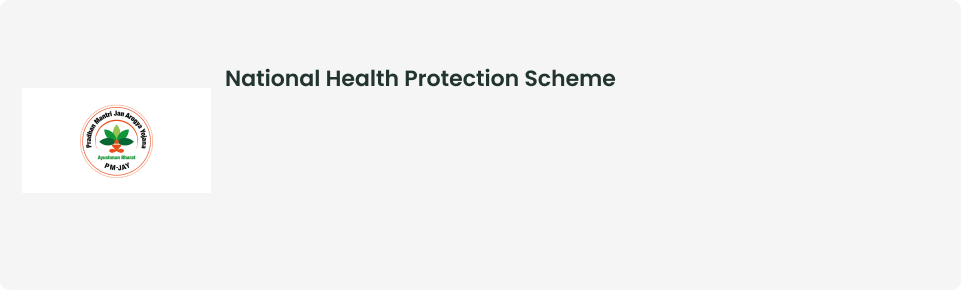 National Health Protection Scheme
Pradhan Mantri Jan Arogya Yojana
Ayushman Bharat
PM-JAY